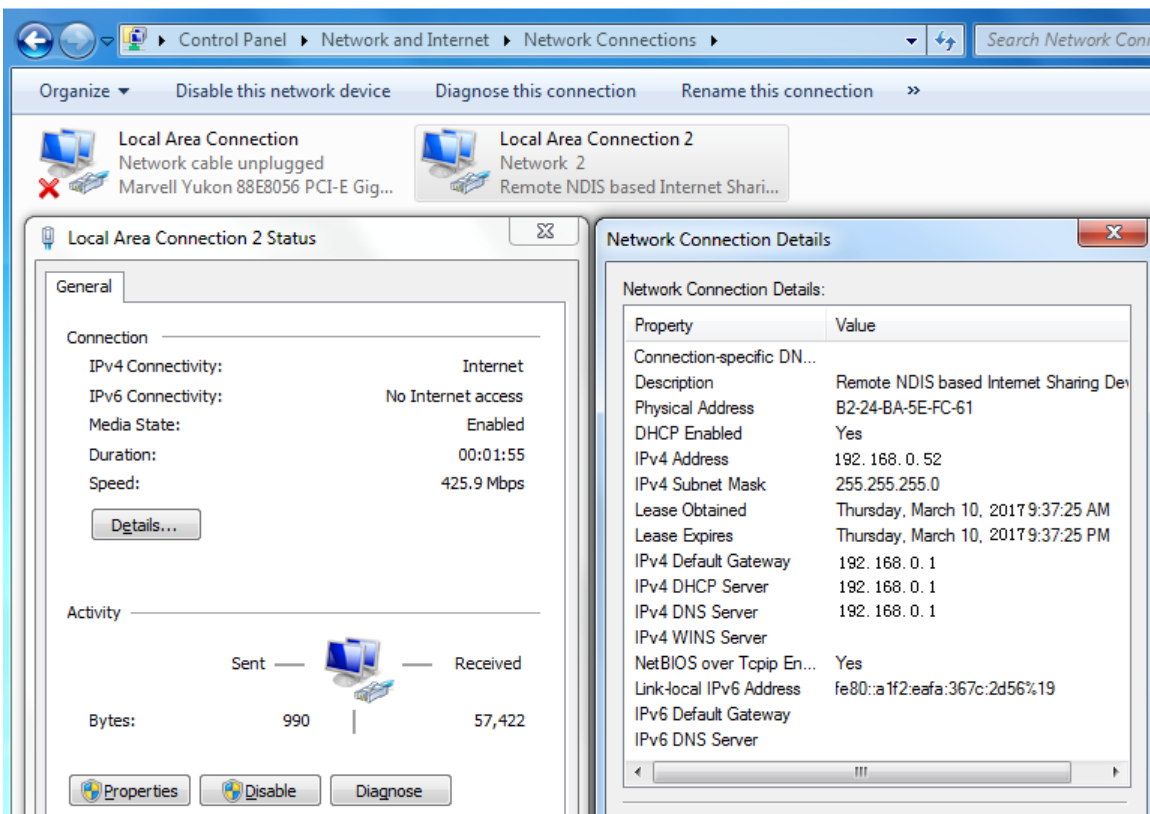 Control Panel ▸ Network and Internet ▸ Network Connections ▸ Search Network Con
Organize Disable this network device Diagnose this connection Rename this connection »
Local Area Connection
Network cable unplugged
Marvell Yukon 88E8056 PCI-E Gig...
Local Area Connection 2
Network 2
Remote NDIS based Internet Shari...
Local Area Connection 2 Status
General
Connection
IPv4 Connectivity: Internet
IPv6 Connectivity: No Internet access
Media State: Enabled
Duration: 00:01:55
Speed: 425.9 Mbps
Details...
Activity
Sent — — Received
Bytes: 990 57,422
Properties Disable Diagnose
Network Connection Details
Network Connection Details:
Property Value
Connection-specific DN...
Description Remote NDIS based Internet Sharing Dev
Physical Address B2-24-BA-5E-FC-61
DHCP Enabled Yes
IPv4 Address 192.168.0.52
IPv4 Subnet Mask 255.255.255.0
Lease Obtained Thursday, March 10, 2017 9:37:25 AM
Lease Expires Thursday, March 10, 2017 9:37:25 PM
IPv4 Default Gateway 192.168.0.1
IPv4 DHCP Server 192.168.0.1
IPv4 DNS Server 192.168.0.1
IPv4 WINS Server
NetBIOS over Tcpip En... Yes
Link-local IPv6 Address fe80::a1f2:eafa:367c:2d56%19
IPv6 Default Gateway
IPv6 DNS Server